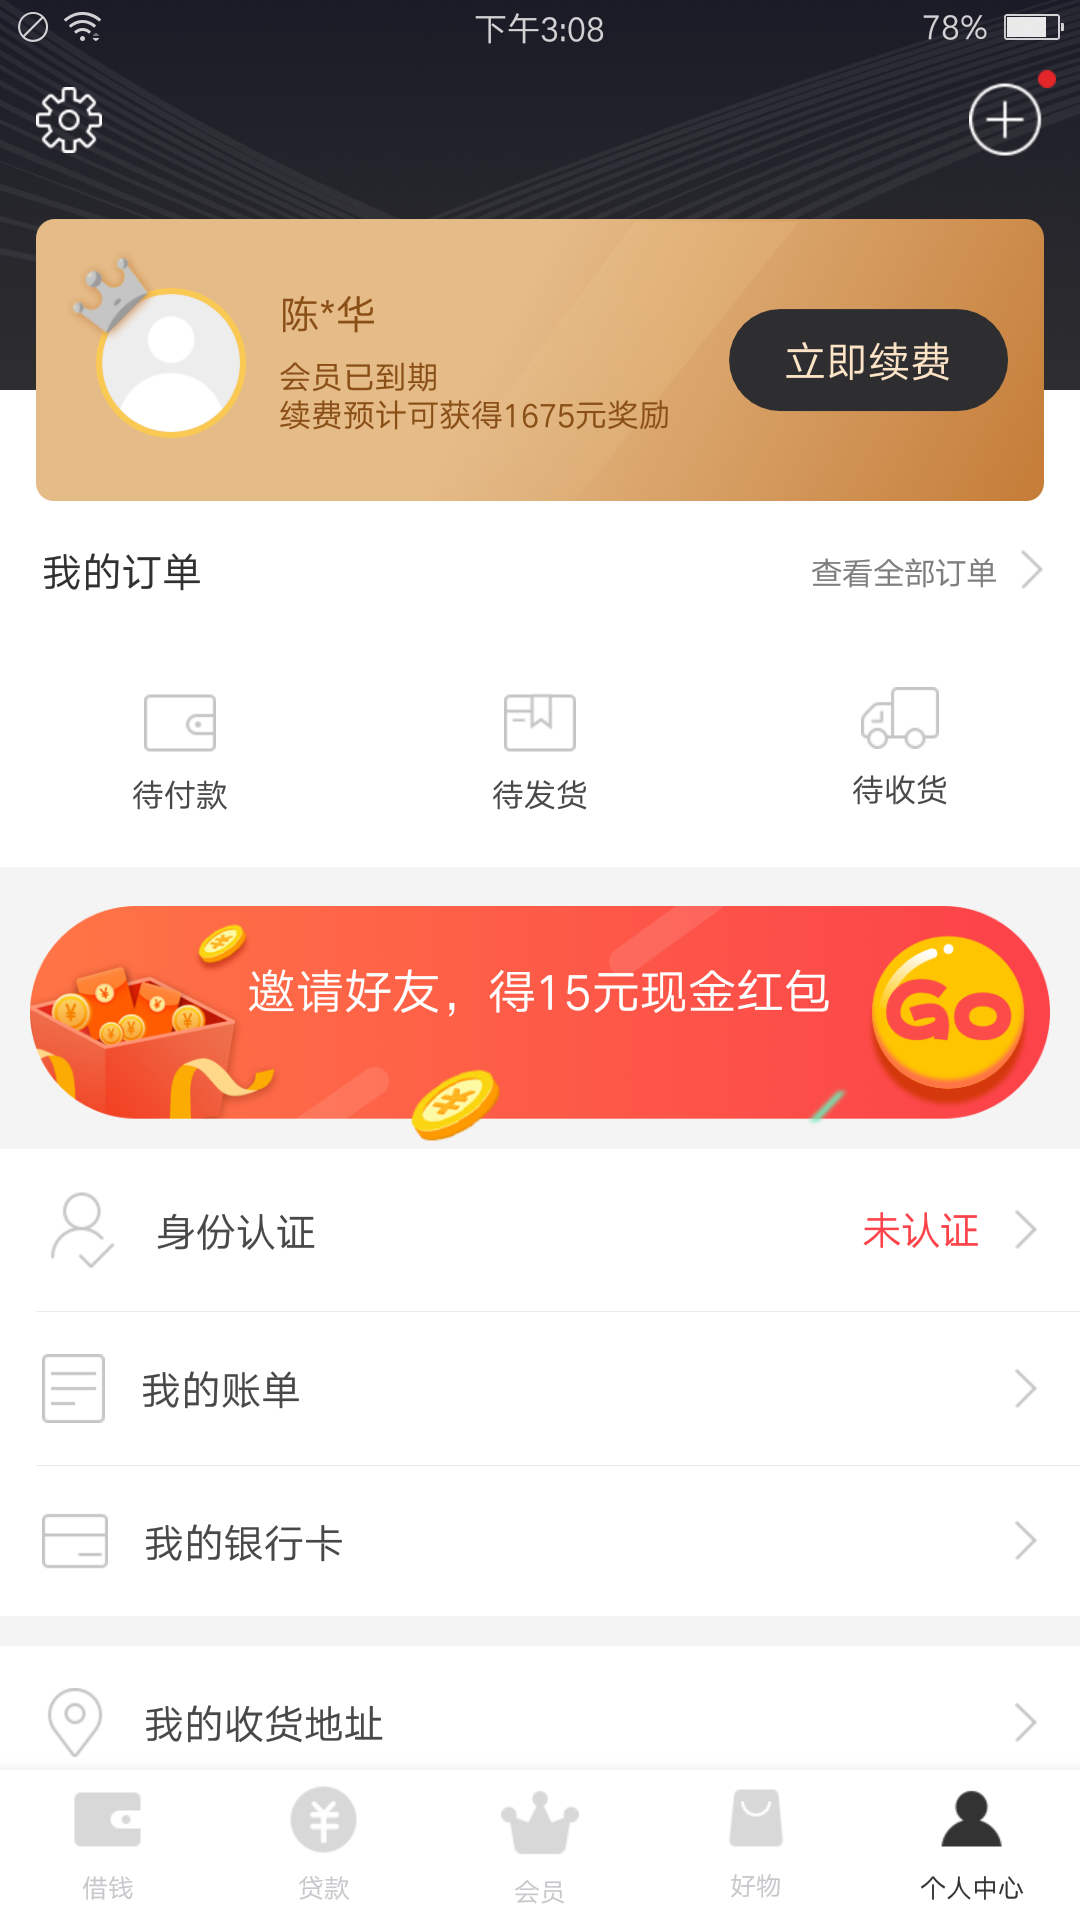 下午3:08
78%
陈*华
会员已到期
续费预计可获得1675元奖励
立即续费
我的订单
查看全部订单
待付款
待发货
待收货
邀请好友，得15元现金红包
GO
身份认证
未认证
我的账单
我的银行卡
我的收货地址
借钱
贷款
会员
好物
个人中心